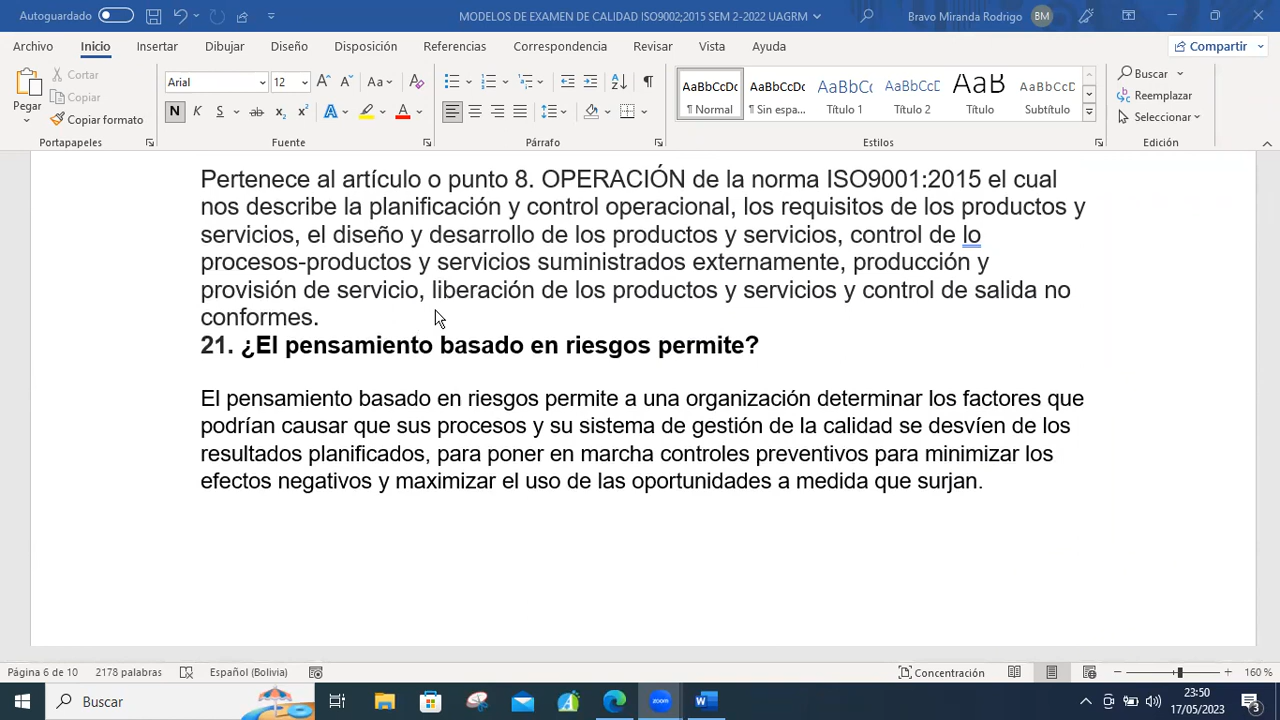 Autoguardado
MODELOS DE EXAMEN DE CALIDAD ISO9002;2015 SEM 2-2022 UAGRM
Bravo Miranda Rodrigo
BM
Archivo
Inicio
Insertar
Dibujar
Diseño
Disposición
Referencias
Correspondencia
Revisar
Vista
Ayuda
Compartir
Pegar
Cortar
Copiar
Copiar formato
Portapapeles
Arial
12
Aa
N K S ab x₂ x²
Fuente
Párrafo
AaBbCcDc
¶ Normal
AaBbCcDc
¶ Sin espa...
AaBbC
Título 1
AaBbCcD
Título 2
AaB
Título
AaBbCcD
Subtítulo
Estilos
Buscar
Reemplazar
Seleccionar
Edición
Pertenece al artículo o punto 8. OPERACIÓN de la norma ISO9001:2015 el cual
nos describe la planificación y control operacional, los requisitos de los productos y
servicios, el diseño y desarrollo de los productos y servicios, control de lo
procesos-productos y servicios suministrados externamente, producción y
provisión de servicio, liberación de los productos y servicios y control de salida no
conformes.
21. ¿El pensamiento basado en riesgos permite?
El pensamiento basado en riesgos permite a una organización determinar los factores que
podrían causar que sus procesos y su sistema de gestión de la calidad se desvíen de los
resultados planificados, para poner en marcha controles preventivos para minimizar los
efectos negativos y maximizar el uso de las oportunidades a medida que surjan.
Página 6 de 10
2178 palabras
Español (Bolivia)
Concentración
160 %
Buscar
zoom
23:50
17/05/2023
3